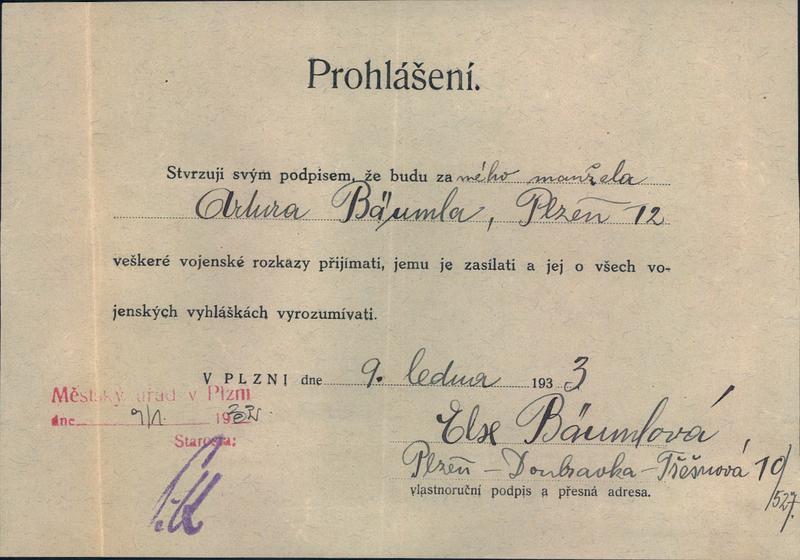 Prohlášení.
Stvrzuji svým podpisem, že budu za mého manžela
Artura Bäumla, Plzeň 12
veškeré vojenské rozkazy přijímati, jemu je zasílati a jej o všech vo-
jenských vyhláškách vyrozumívati.
V PLZNI dne 9. ledna 1933
Městský úřad v Plzni
dne 9/1. 193
Starosta:
Else Bäumlová,
Plzeň – Doubravka – Třešňová 10/
/527.
vlastnoruční podpis a přesná adresa.